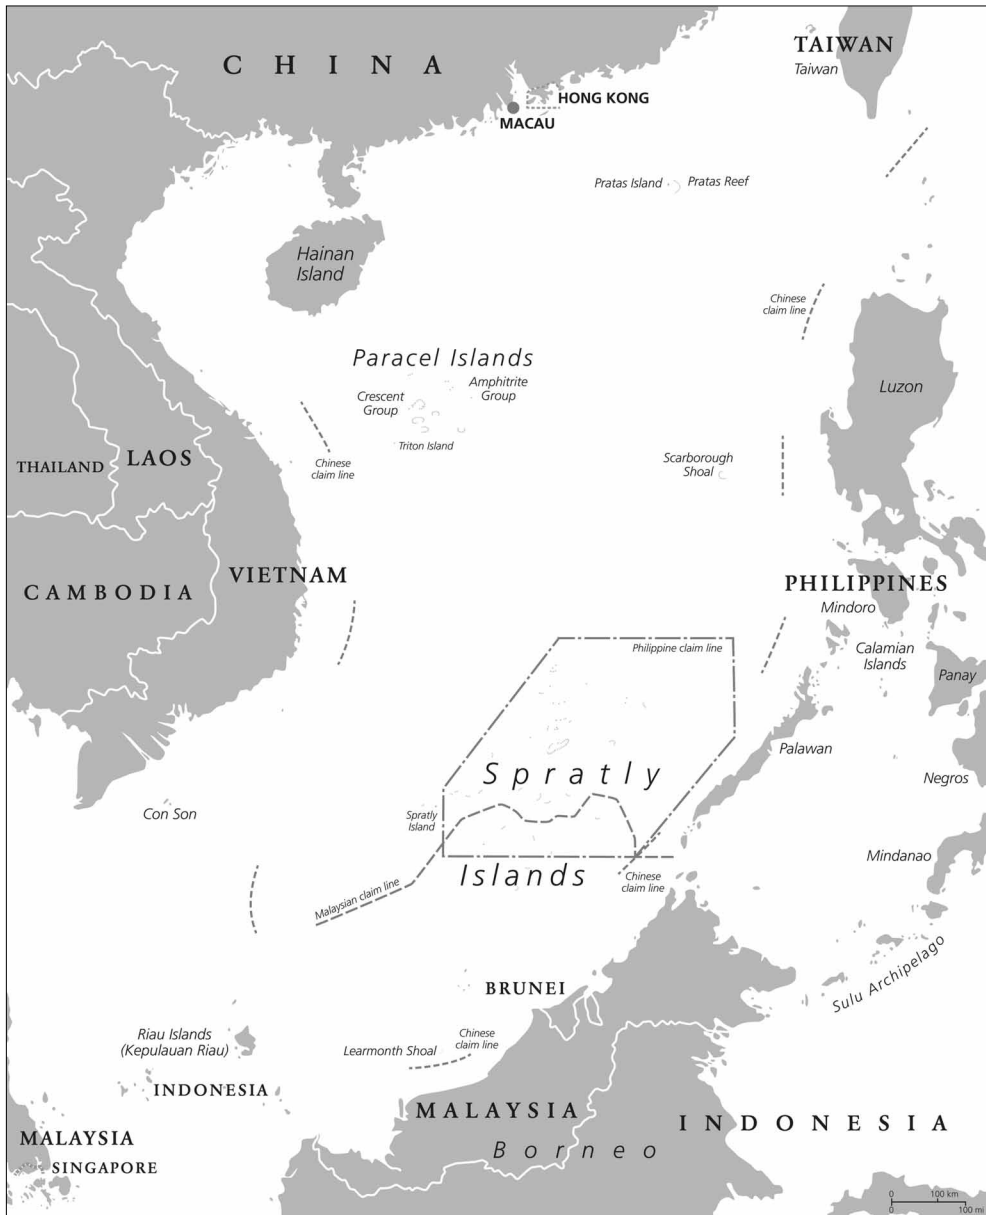 CHINA
TAIWAN
Taiwan
HONG KONG
MACAU
Pratas Island
Pratas Reef
Hainan
Island
Chinese
claim line
Paracel Islands
Amphitrite
Group
Crescent
Group
Triton Island
Luzon
THAILAND
LAOS
Chinese
claim line
Scarborough
Shoal
VIETNAM
CAMBODIA
PHILIPPINES
Mindoro
Philippine claim line
Calamian
Islands
Panay
Palawan
Spratly
Negros
Con Son
Spratly
Island
Mindanao
Islands
Chinese
claim line
Malaysian claim line
Sulu Archipelago
BRUNEI
Riau Islands
(Kepulauan Riau)
Learmonth Shoal
Chinese
claim line
INDONESIA
MALAYSIA
INDONESIA
MALAYSIA
Borneo
SINGAPORE
0 100 km
0 100 mi